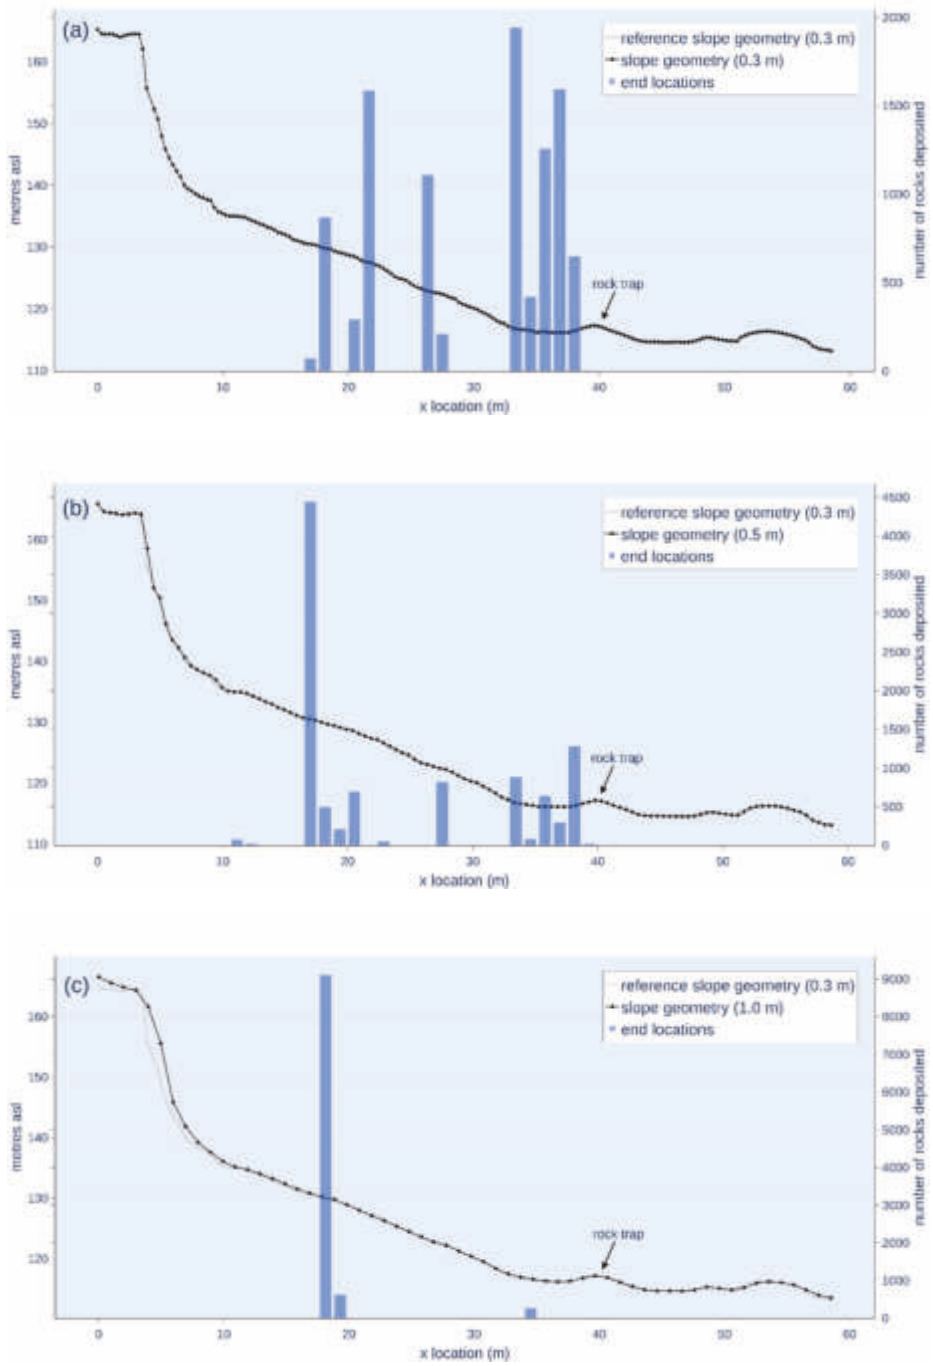 (a)
reference slope geometry (0.3 m)
slope geometry (0.3 m)
end locations
metres asl
160
150
140
130
120
110
2000
1500
1000
500
0
number of rocks deposited
rock trap
0 10 20 30 40 50 60
x location (m)
(b)
reference slope geometry (0.3 m)
slope geometry (0.5 m)
end locations
metres asl
160
150
140
130
120
110
4500
4000
3500
3000
2500
2000
1500
1000
500
0
number of rocks deposited
rock trap
0 10 20 30 40 50 60
x location (m)
(c)
reference slope geometry (0.3 m)
slope geometry (1.0 m)
end locations
metres asl
160
150
140
130
120
9000
8000
7000
6000
5000
4000
3000
2000
1000
0
number of rocks deposited
rock trap
0 10 20 30 40 50 60
x location (m)